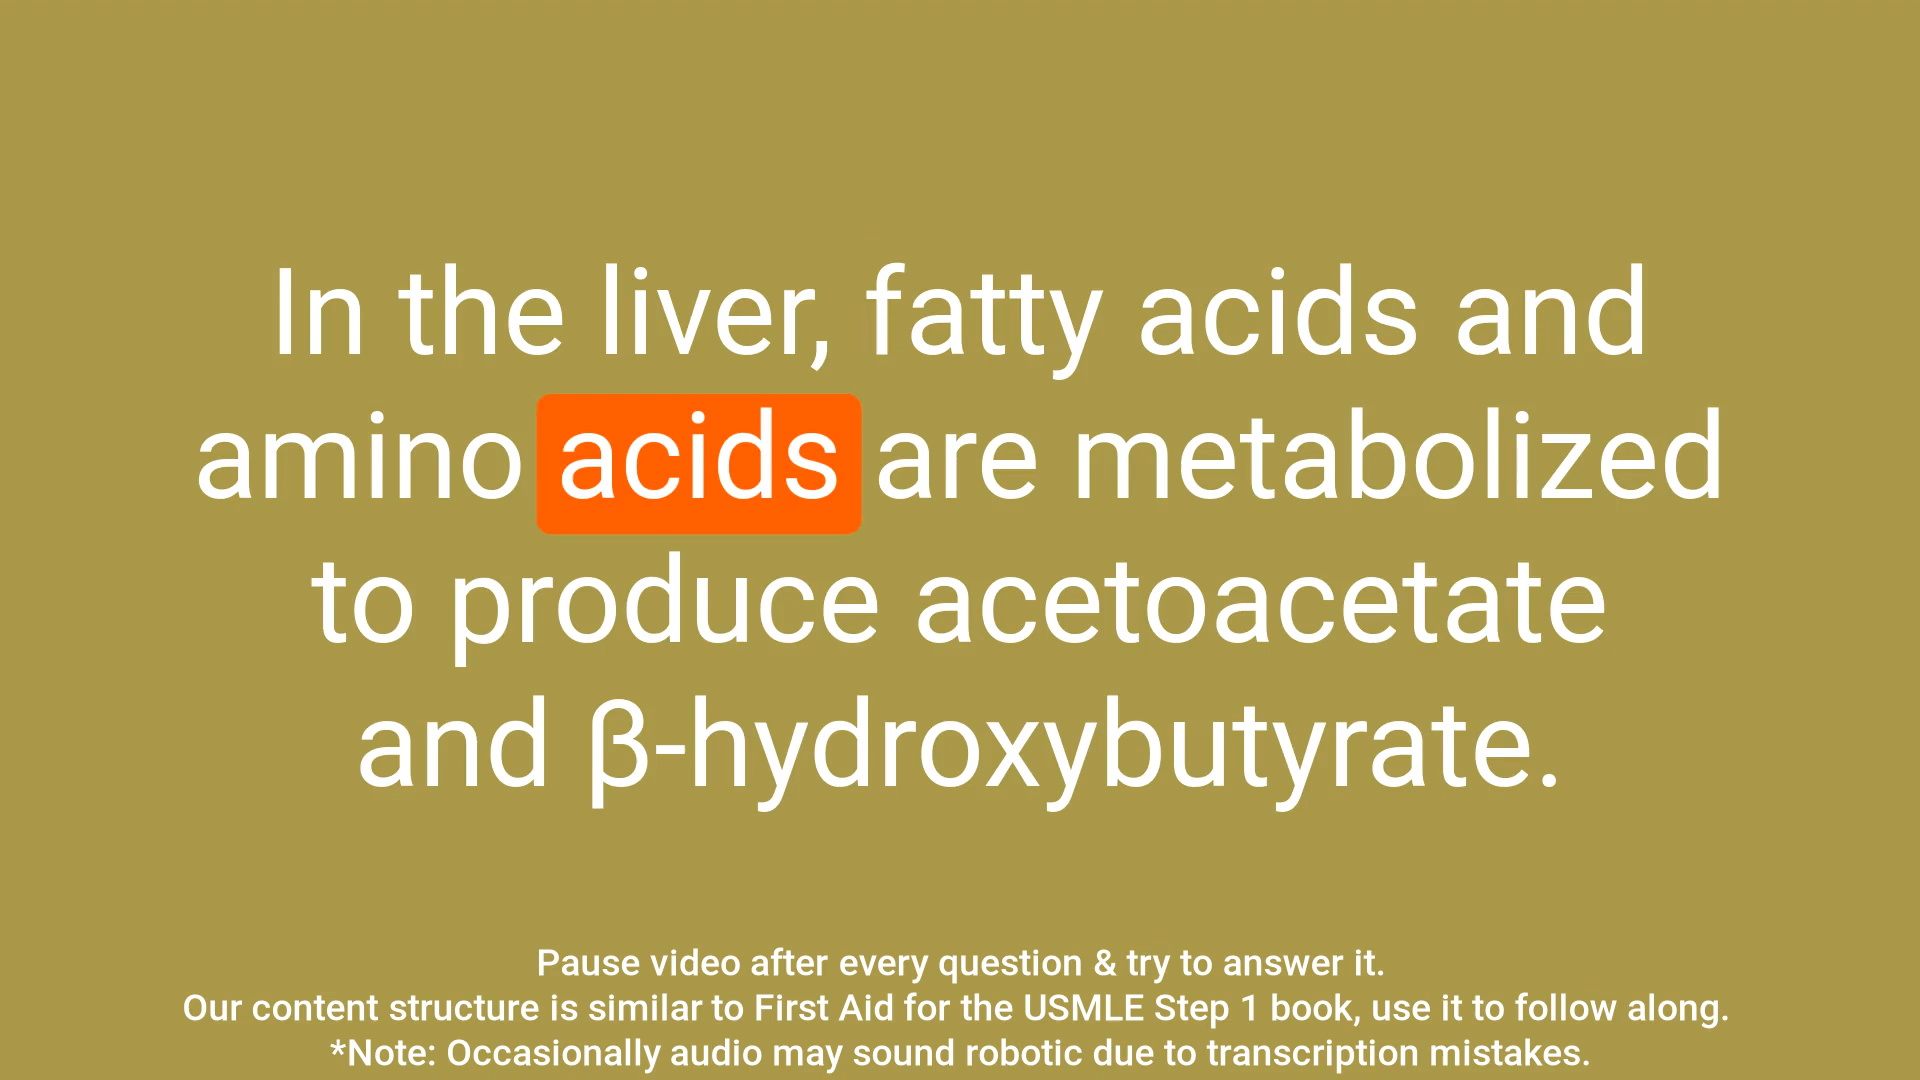 In the liver, fatty acids and
amino acids are metabolized
to produce acetoacetate
and β-hydroxybutyrate.
Pause video after every question & try to answer it.
Our content structure is similar to First Aid for the USMLE Step 1 book, use it to follow along.
*Note: Occasionally audio may sound robotic due to transcription mistakes.